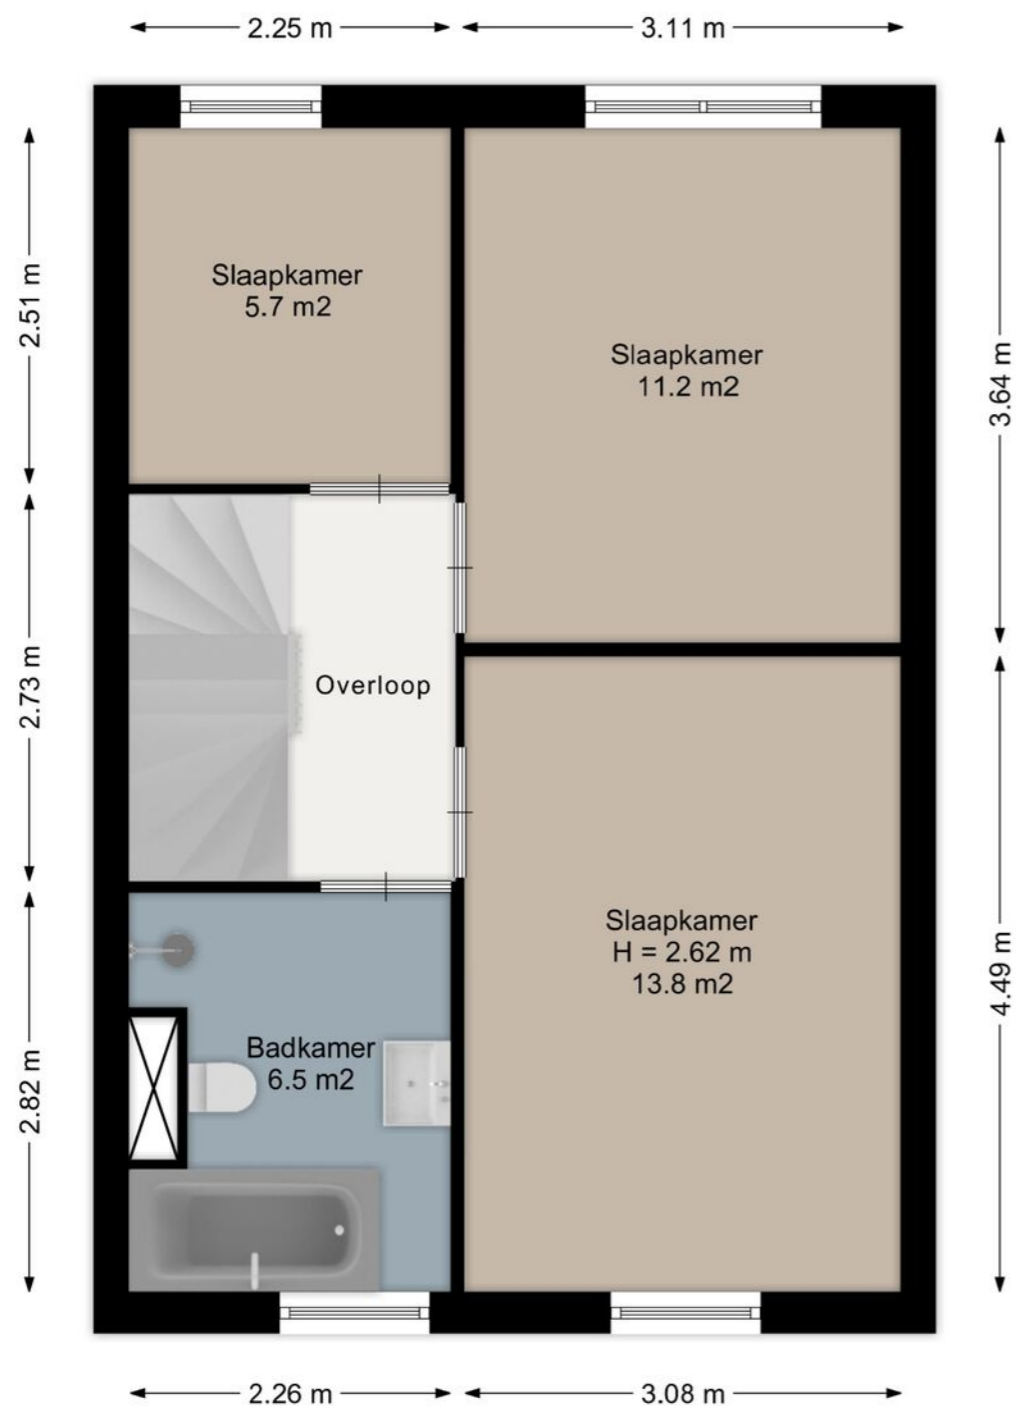 2.25 m
3.11 m
2.51 m
Slaapkamer
5.7 m2
Slaapkamer
11.2 m2
3.64 m
2.73 m
Overloop
Slaapkamer
H = 2.62 m
13.8 m2
4.49 m
2.82 m
Badkamer
6.5 m2
2.26 m
3.08 m